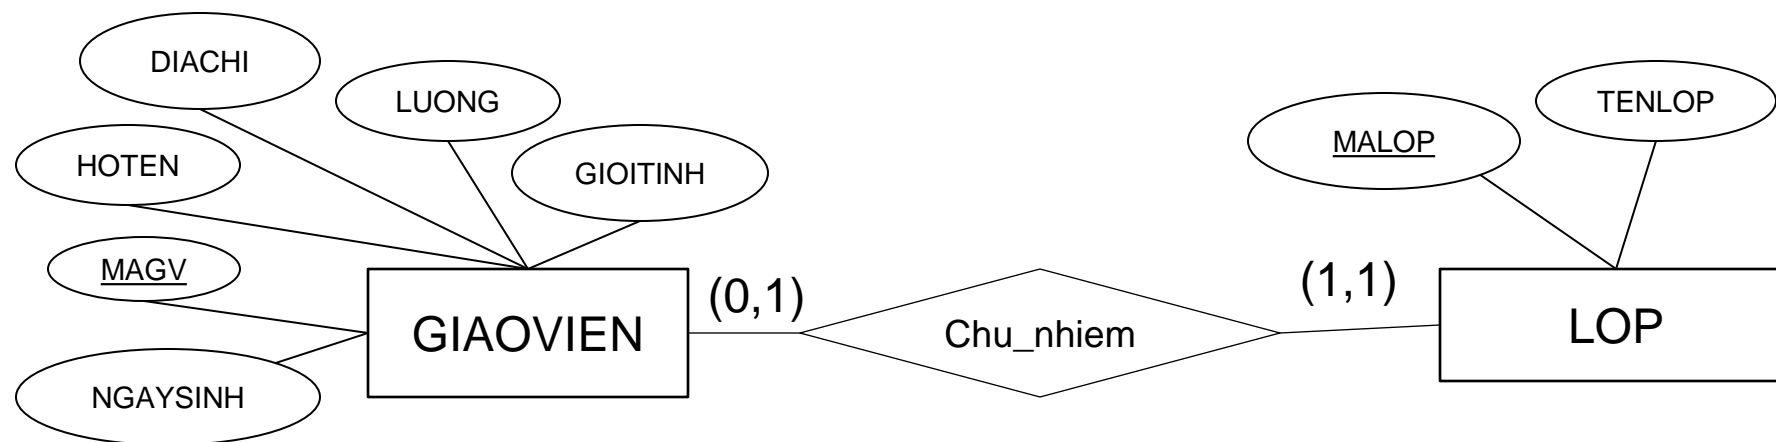 DIACHI
LUONG
TENLOP
MALOP
HOTEN
GIOITINH
MAGV
(0,1)
(1,1)
GIAOVIEN
Chu_nhiem
LOP
NGAYSINH